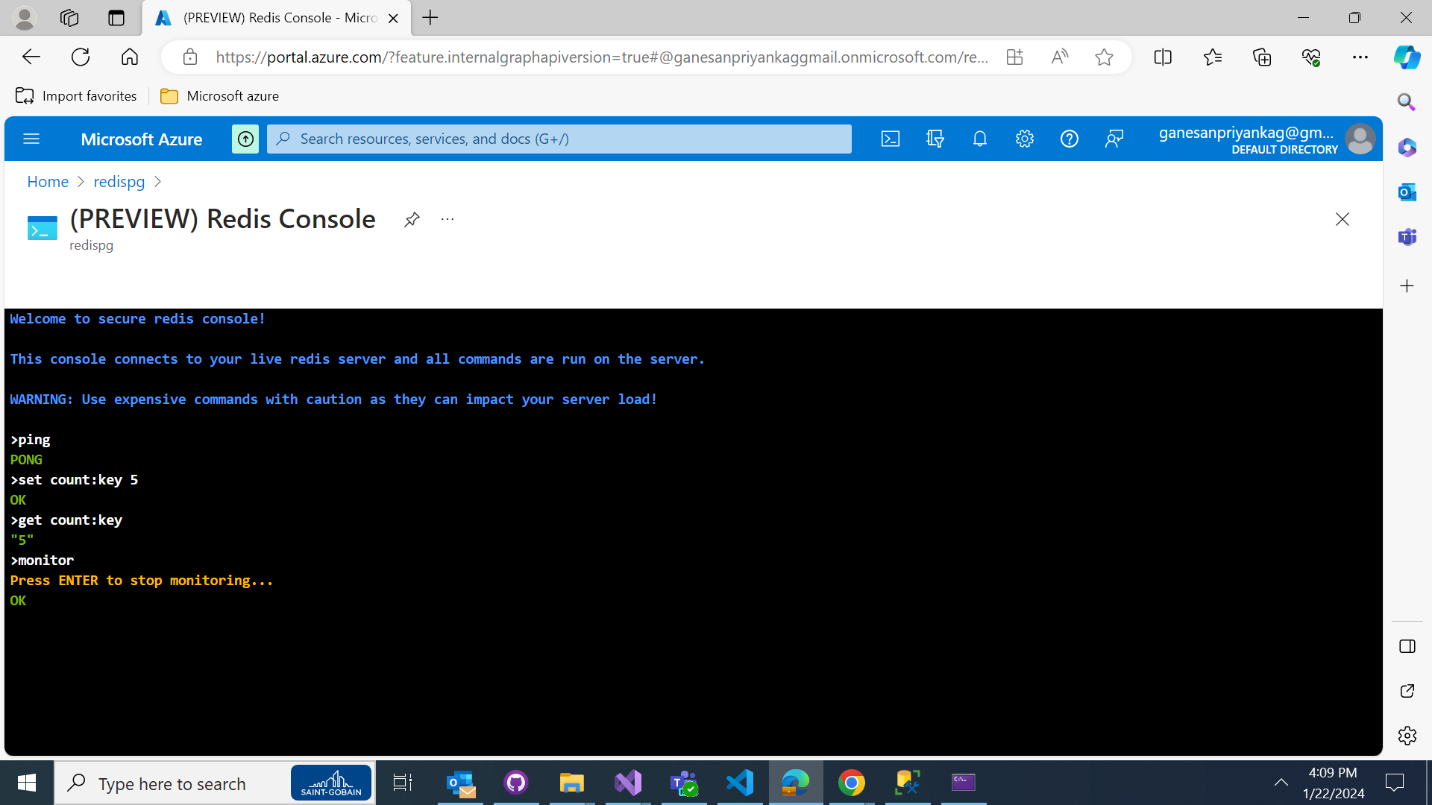 (PREVIEW) Redis Console - Micro
https://portal.azure.com/?feature.internalgraphapiversion=true#@ganesanpriyankaggmail.onmicrosoft.com/re...
Import favorites
Microsoft azure
Microsoft Azure
Search resources, services, and docs (G+/)
ganesanpriyankag@gm...
DEFAULT DIRECTORY
Home > redispg >
(PREVIEW) Redis Console
redispg
Welcome to secure redis console!
This console connects to your live redis server and all commands are run on the server.
WARNING: Use expensive commands with caution as they can impact your server load!
>ping
PONG
>set count:key 5
OK
>get count:key
"5"
>monitor
Press ENTER to stop monitoring...
OK
Type here to search
SAINT-GOBAIN
4:09 PM
1/22/2024